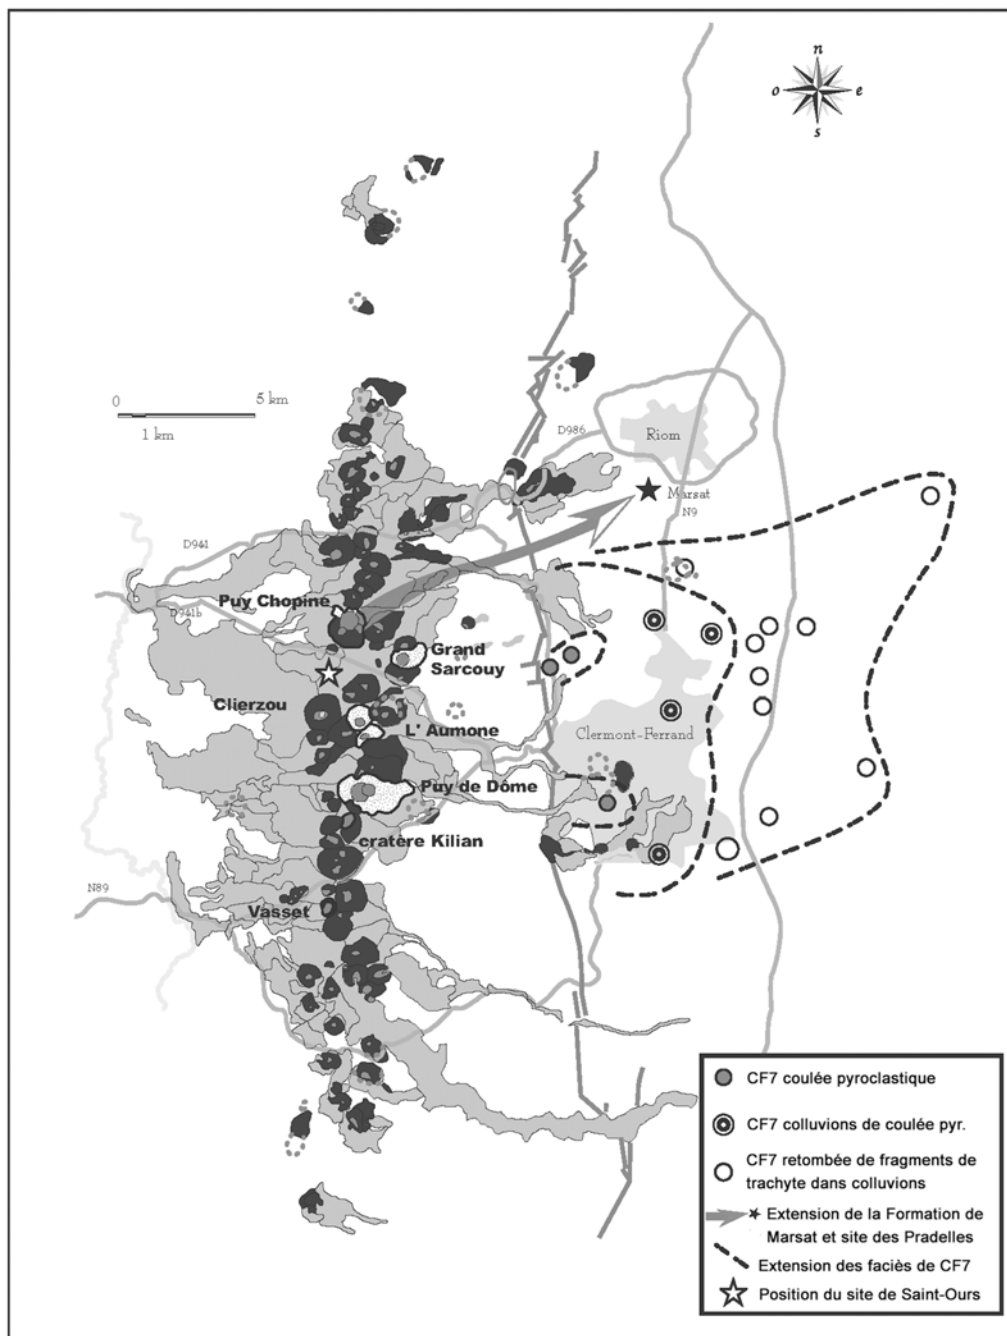 n
o e
s
0 5 km
1 km
D986
Riom
Marsat
N9
D941
D941b
Puy Chopine
Grand
Sarcouy
Clierzou
L' Aumone
Clermont-Ferrand
Puy de Dôme
cratère Kilian
N89
Vasset
CF7 coulée pyroclastique
CF7 colluvions de coulée pyr.
CF7 retombée de fragments de
trachyte dans colluvions
Extension de la Formation de
Marsat et site des Pradelles
Extension des faciès de CF7
Position du site de Saint-Ours